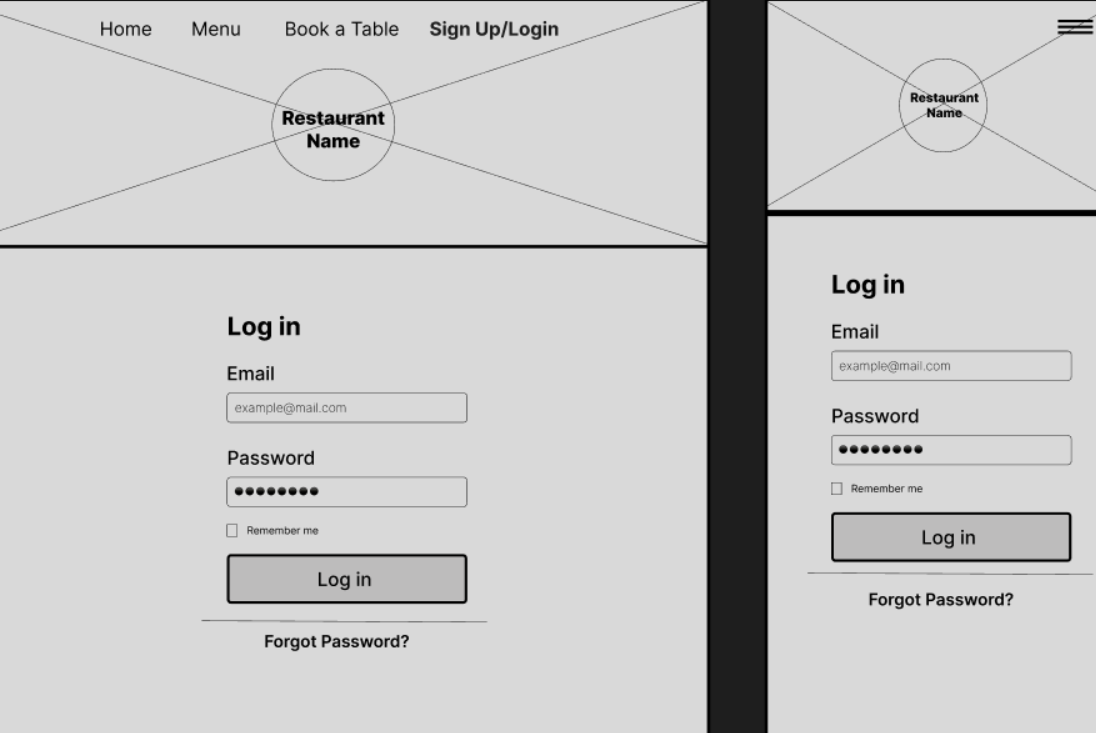 Home Menu Book a Table Sign Up/Login
Restaurant
Name
Log in
Email
example@mail.com
Password
●●●●●●●●
Remember me
Log in
Forgot Password?
Restaurant
Name
Log in
Email
example@mail.com
Password
●●●●●●●●
Remember me
Log in
Forgot Password?